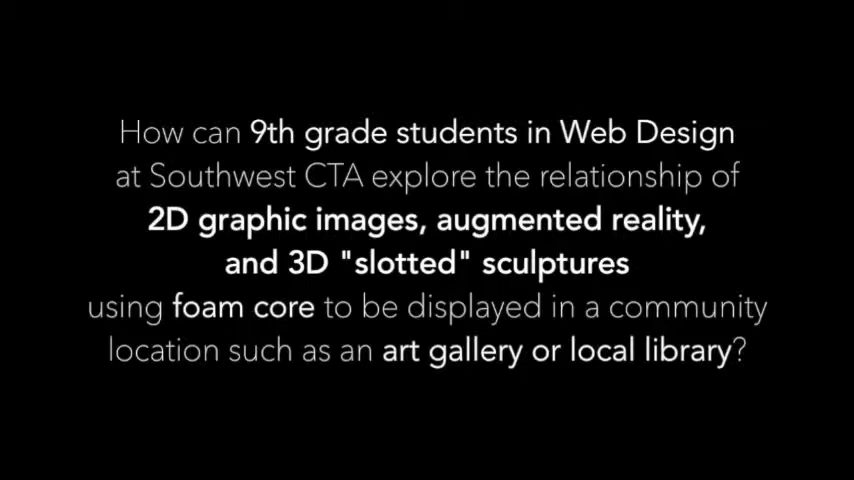 How can 9th grade students in Web Design
at Southwest CTA explore the relationship of
2D graphic images, augmented reality,
and 3D "slotted" sculptures
using foam core to be displayed in a community
location such as an art gallery or local library?